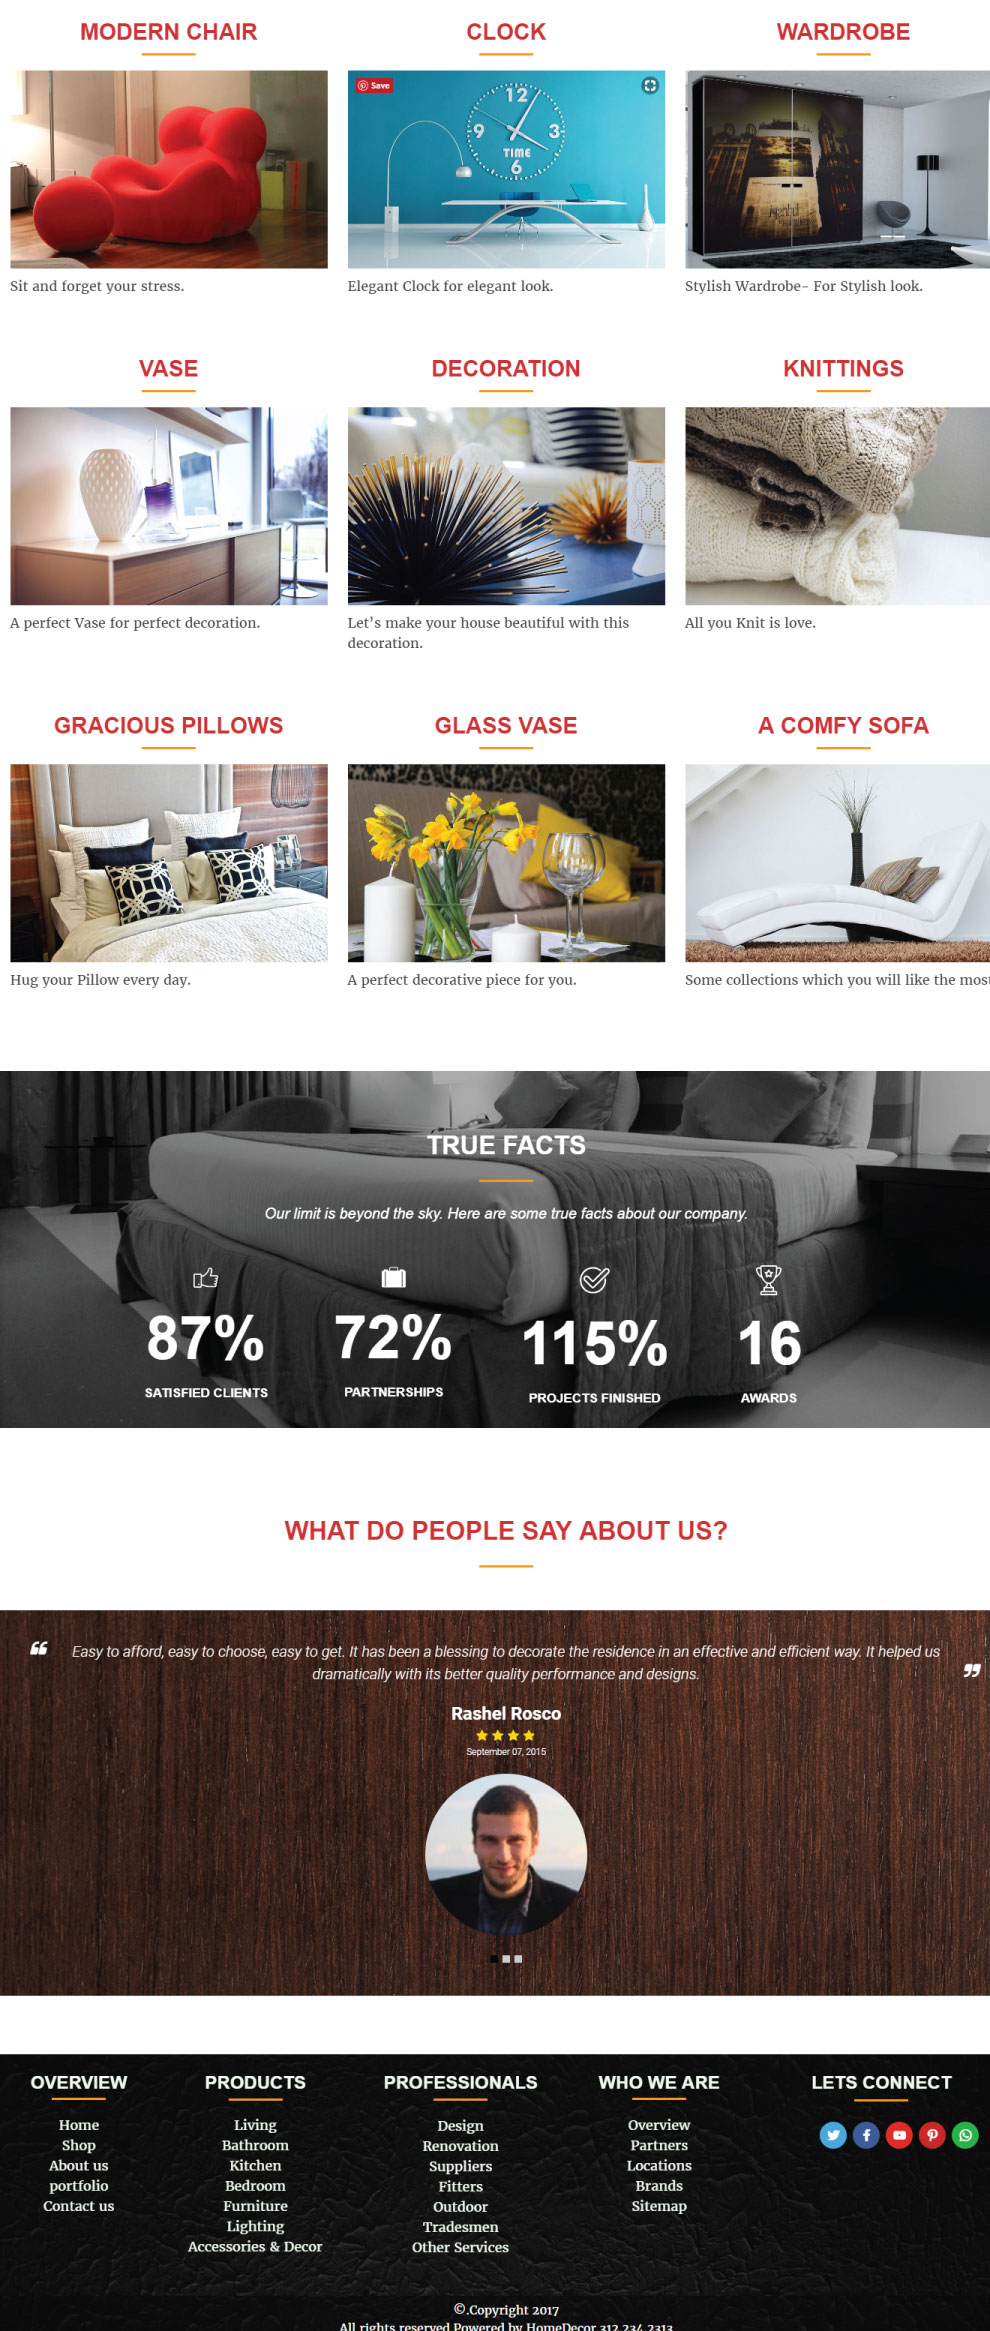 MODERN CHAIR
CLOCK
WARDROBE
Save
12
9
3
TIME
6
Istanbul
Sit and forget your stress.
Elegant Clock for elegant look.
Stylish Wardrobe- For Stylish look.
VASE
DECORATION
KNITTINGS
A perfect Vase for perfect decoration.
Let's make your house beautiful with this
decoration.
All you Knit is love.
GRACIOUS PILLOWS
GLASS VASE
A COMFY SOFA
Hug your Pillow every day.
A perfect decorative piece for you.
Some collections which you will like the most
TRUE FACTS
Our limit is beyond the sky. Here are some true facts about our company.
87%
72%
115%
16
SATISFIED CLIENTS
PARTNERSHIPS
PROJECTS FINISHED
AWARDS
WHAT DO PEOPLE SAY ABOUT US?
“ Easy to afford, easy to choose, easy to get. It has been a blessing to decorate the residence in an effective and efficient way. It helped us
dramatically with its better quality performance and designs. ”
Rashel Rosco
September 07, 2015
OVERVIEW
Home
Shop
About us
portfolio
Contact us
PRODUCTS
Living
Bathroom
Kitchen
Bedroom
Furniture
Lighting
Accessories & Decor
PROFESSIONALS
Design
Renovation
Suppliers
Fitters
Outdoor
Tradesmen
Other Services
WHO WE ARE
Overview
Partners
Locations
Brands
Sitemap
LETS CONNECT
©.Copyright 2017
All rights reserved Powered by HomeDecor 312.234.2313